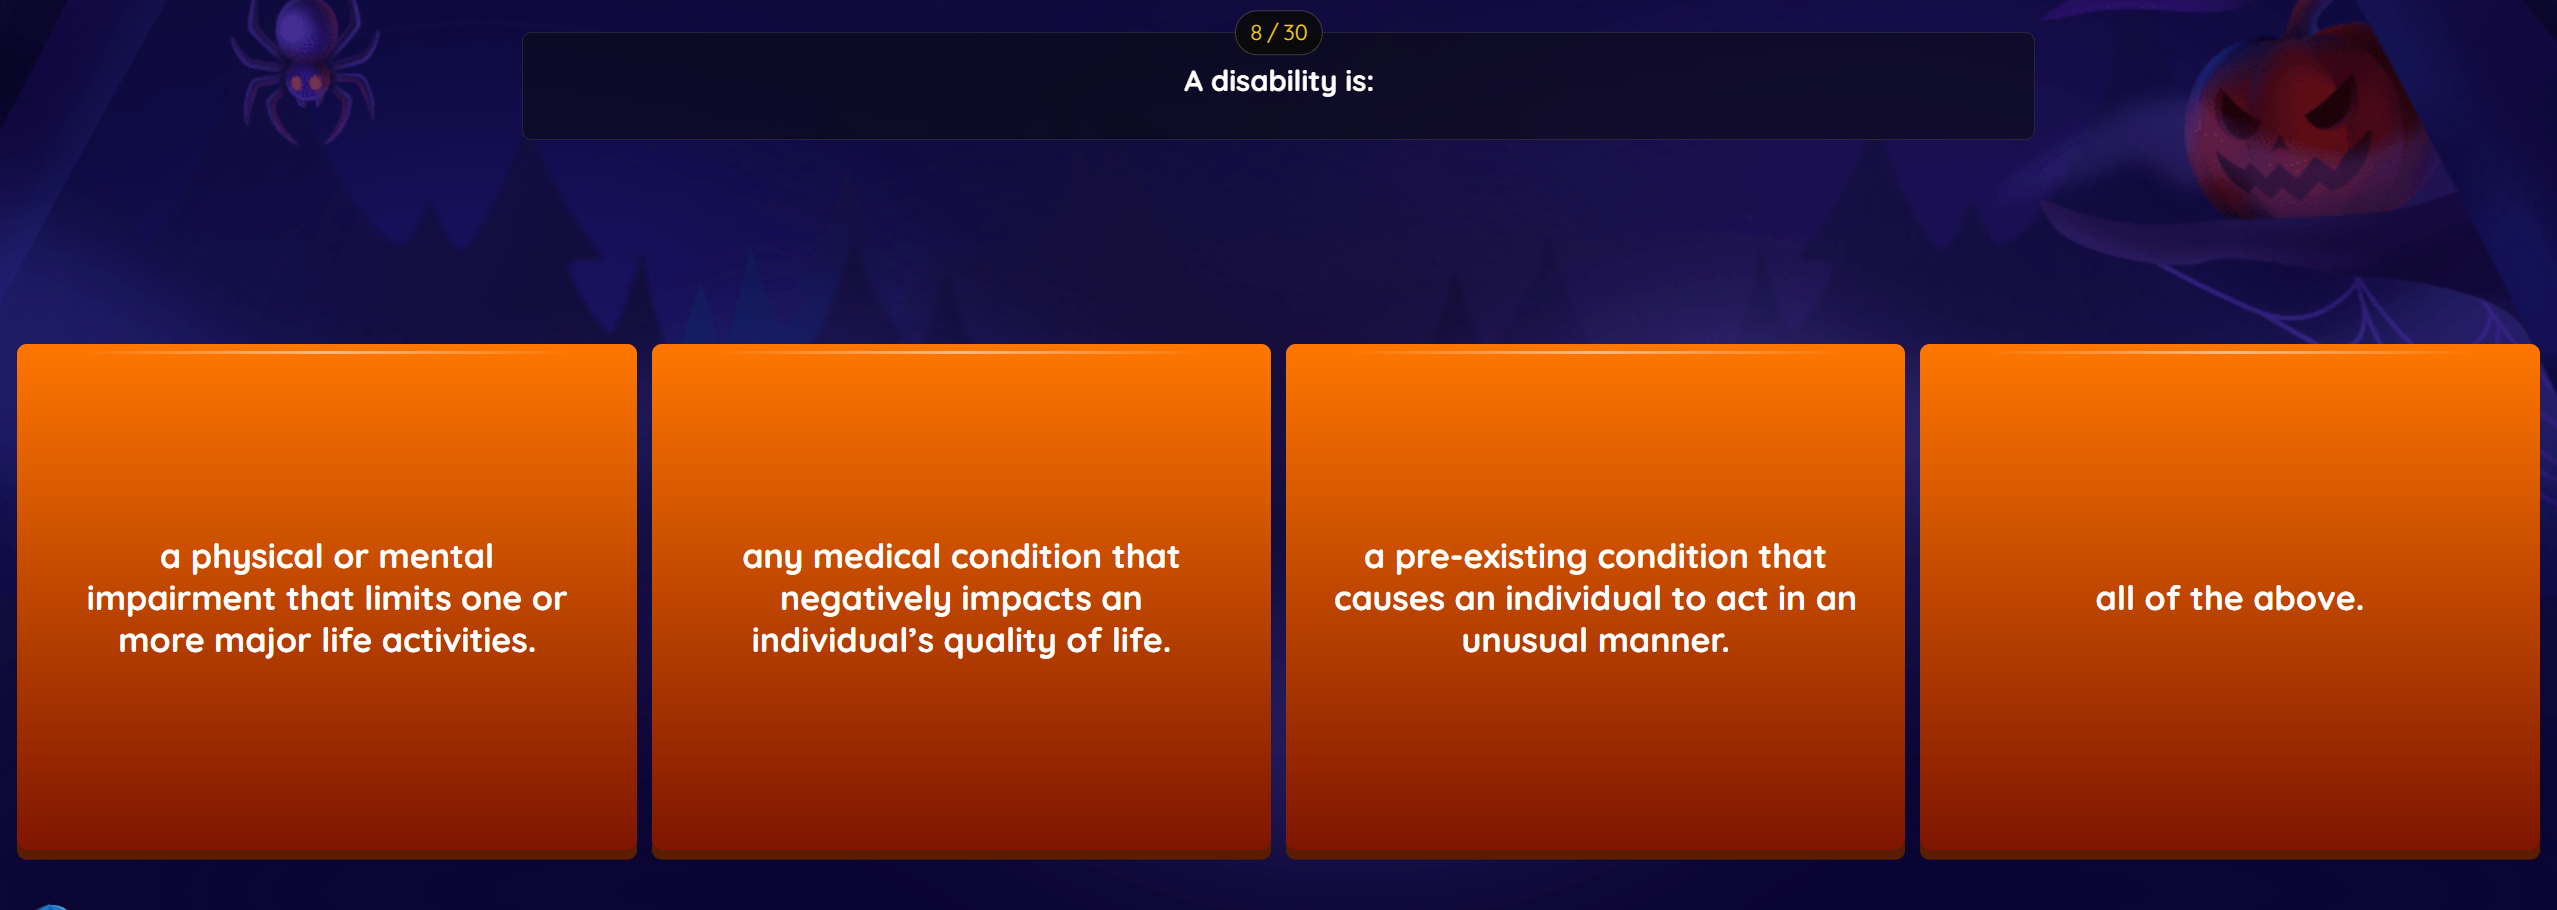 8 / 30
A disability is:
a physical or mental
impairment that limits one or
more major life activities.
any medical condition that
negatively impacts an
individual’s quality of life.
a pre-existing condition that
causes an individual to act in an
unusual manner.
all of the above.